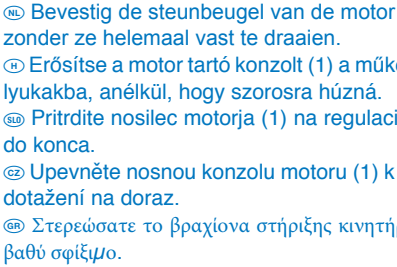 NL Bevestig de steunbeugel van de motor
zonder ze helemaal vast te draaien.
H Erősítse a motor tartó konzolt (1) a műkö
lyukakba, anélkül, hogy szorosra húzná.
SLO Pritrdite nosilec motorja (1) na regulaci
do konca.
CZ Upevněte nosnou konzolu motoru (1) k
dotažení na doraz.
GR Στερεώσατε το βραχίονα στήριξης κινητήρ
βαθύ σφίξιμο.